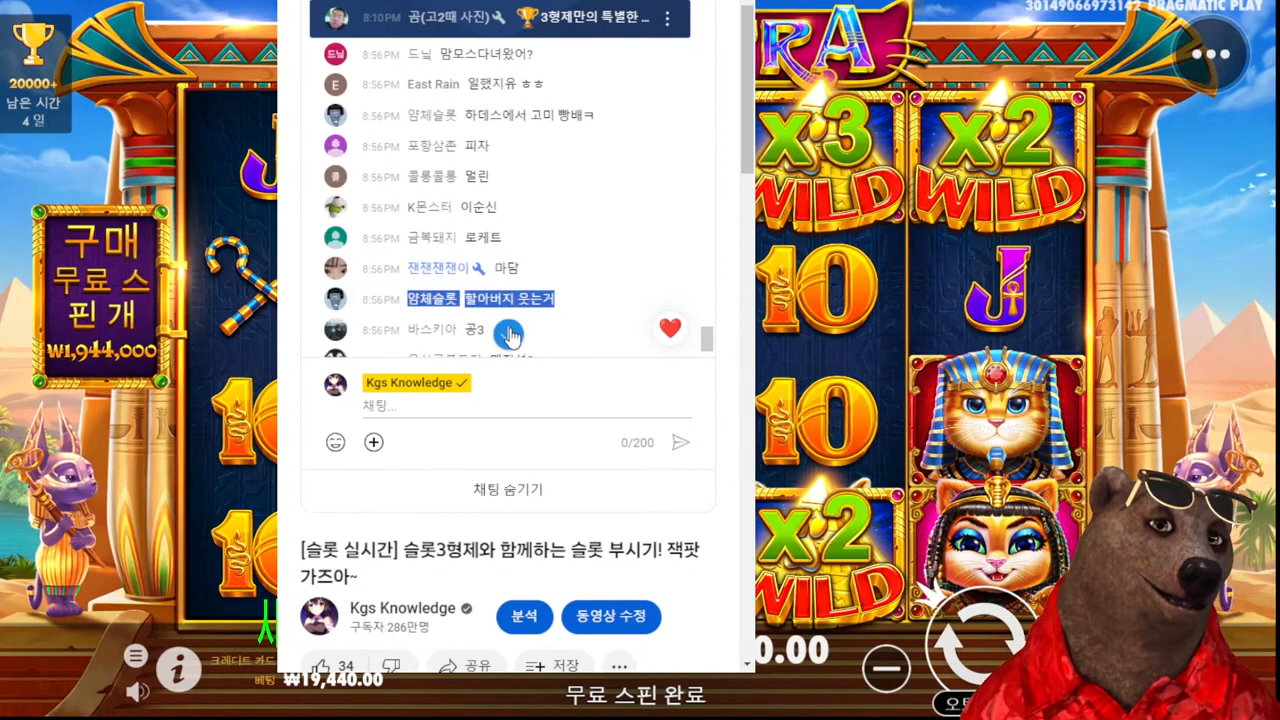 30149066973142 PRAGMATIC PLAY
20000+
남은 시간
4 일
8:10PM 곰(고2때 사진) 🏆 3형제만의 특별한 ...
드닟 8:56PM 드닟 맘모스다녀왔어?
E 8:56PM East Rain 일했지유 ㅎㅎ
8:56PM 얌체슬롯 하데스에서 고미 빵배ㅋ
8:56PM 포항삼촌 피자
콜 8:56PM 콜롱콜롱 멀린
8:56PM K몬스터 이순신
8:56PM 금복돼지 로케트
8:56PM 잰잰잰잰이 마담
8:56PM 얌체슬롯 할아버지 웃는거
8:56PM 바스키아 공3
Kgs Knowledge
채팅...
0/200
채팅 숨기기
[슬롯 실시간] 슬롯3형제와 함께하는 슬롯 부시기! 잭팟
가즈아~
Kgs Knowledge
구독자 286만명
분석
동영상 수정
34
공유
저장
구매
무료 스
핀 개
₩1,944,000
RA
x3
WILD
x2
WILD
10
J
10
x2
WILD
10
10
크레디트 카드
베팅 ₩19,440.00
0.00
무료 스핀 완료